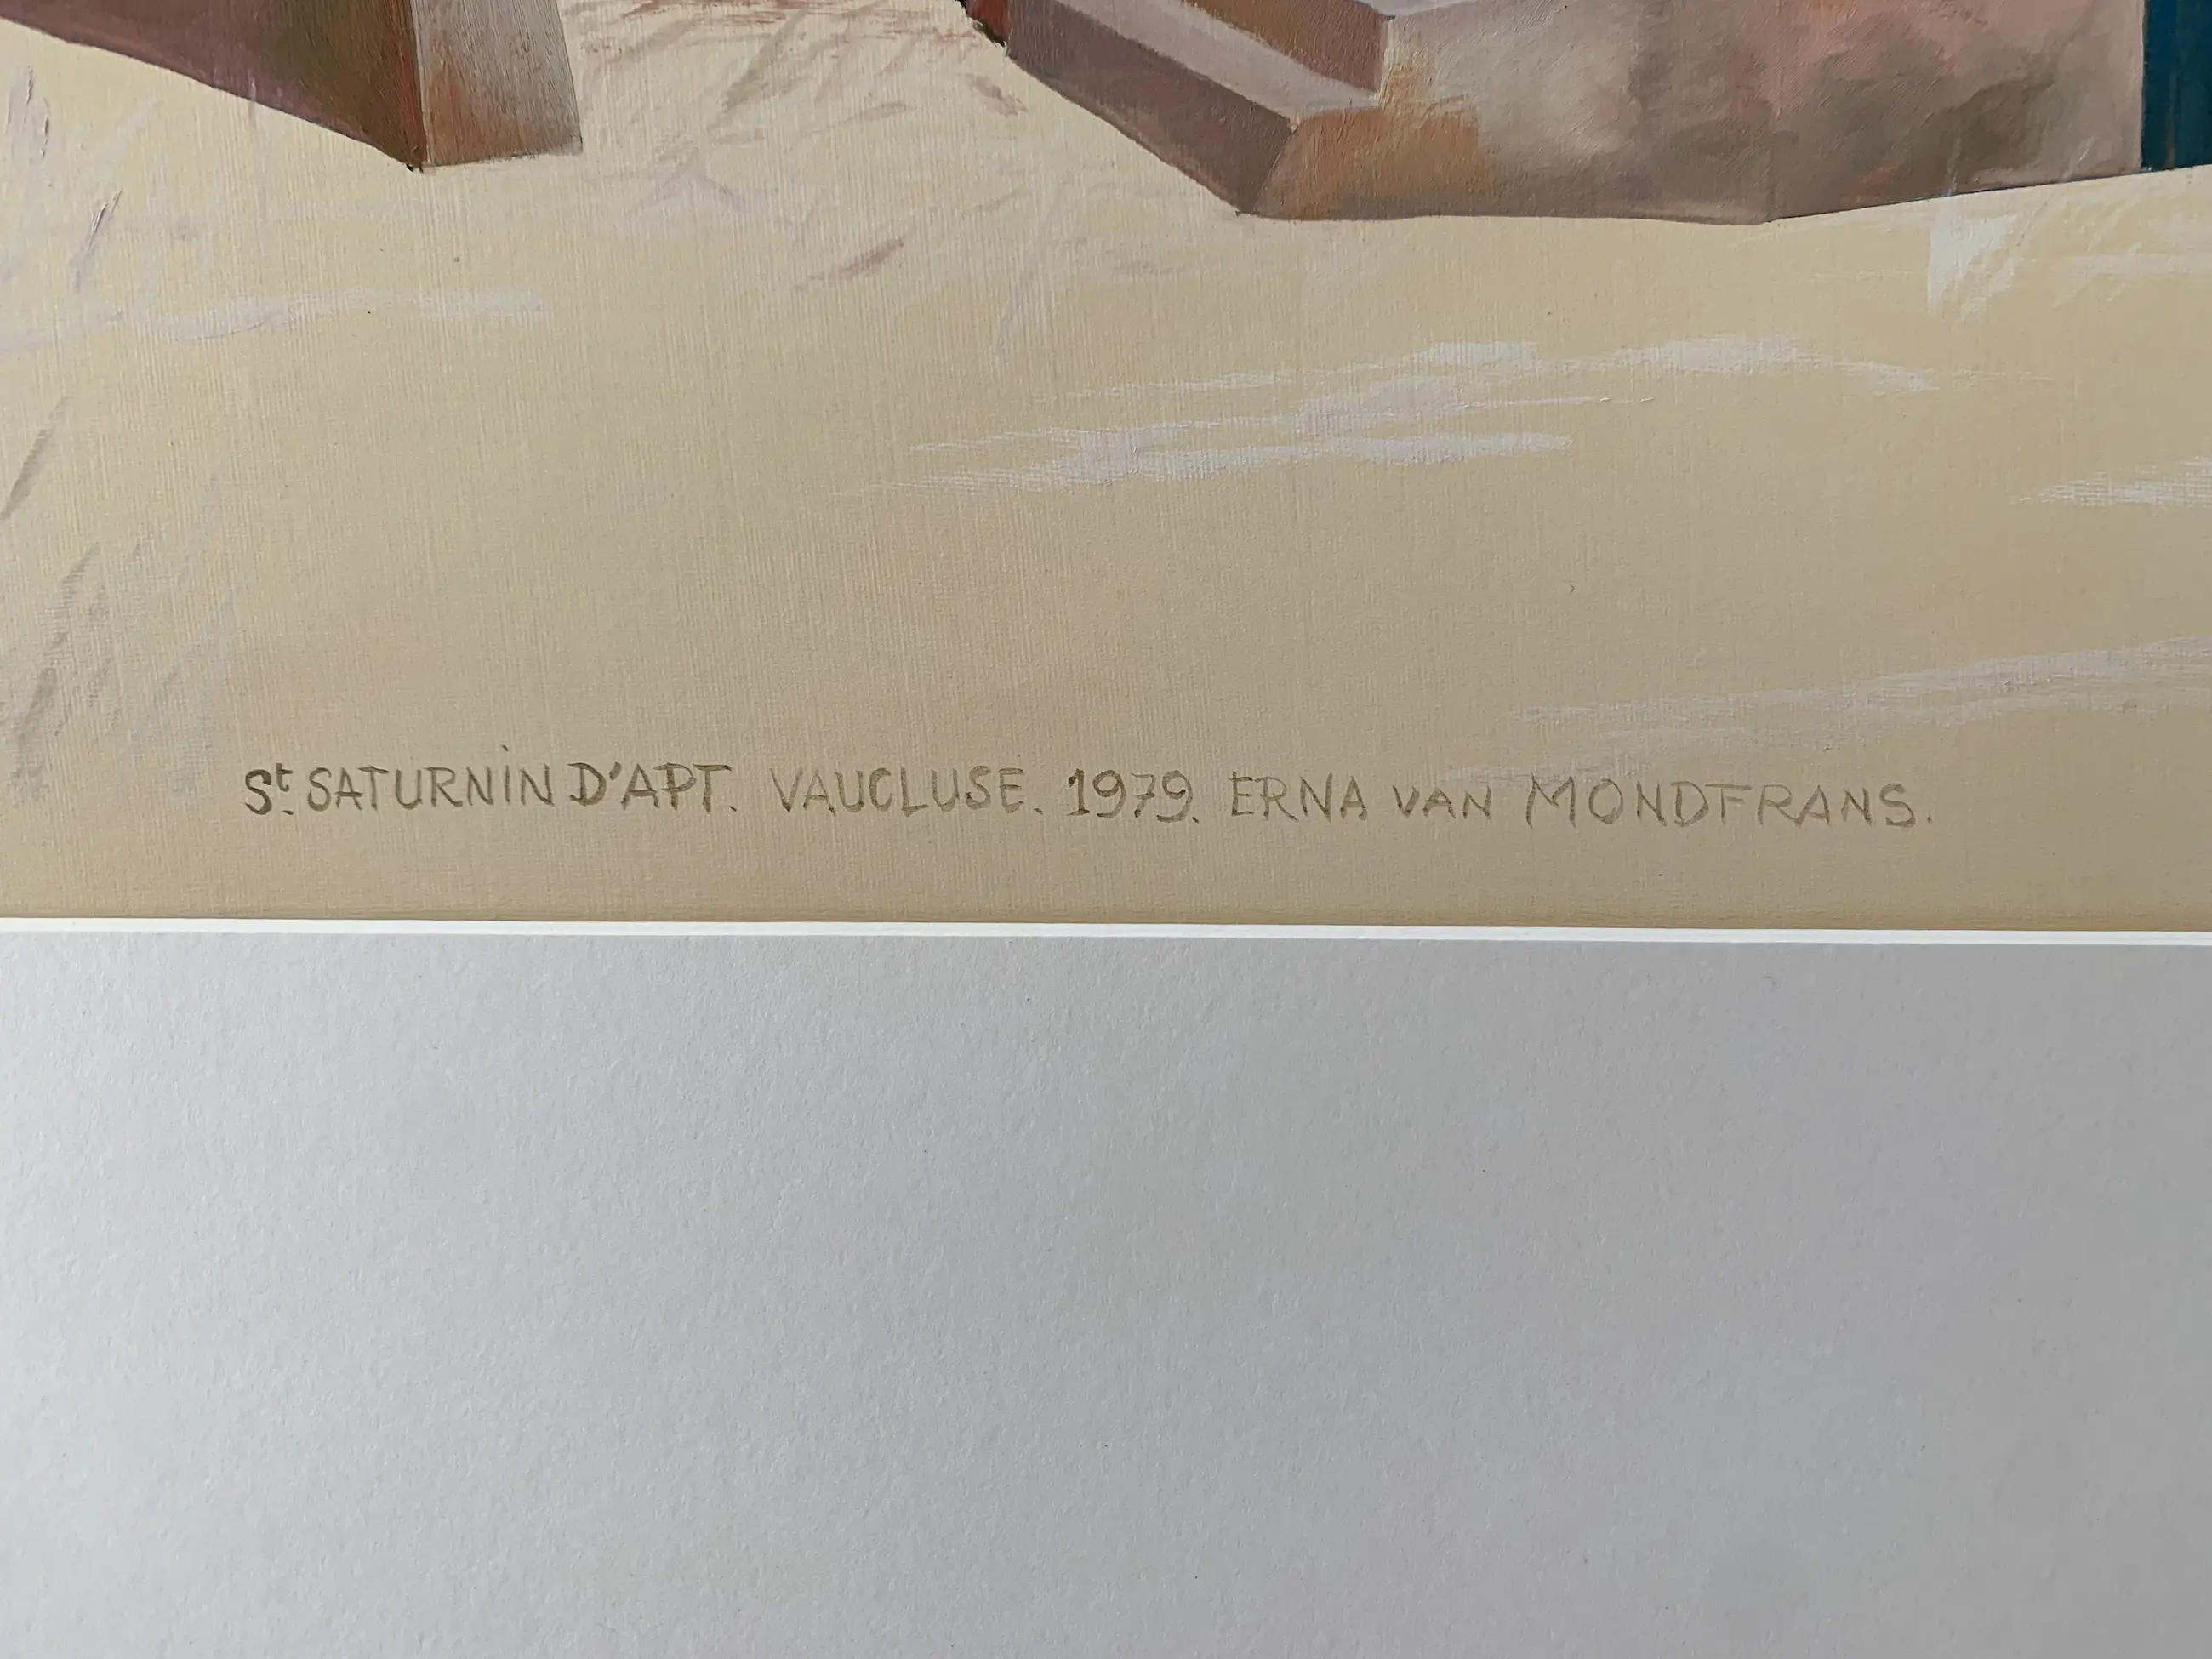 St. SATURNIN D'APT. VAUCLUSE. 1979. ERNA VAN MONDFRANS.